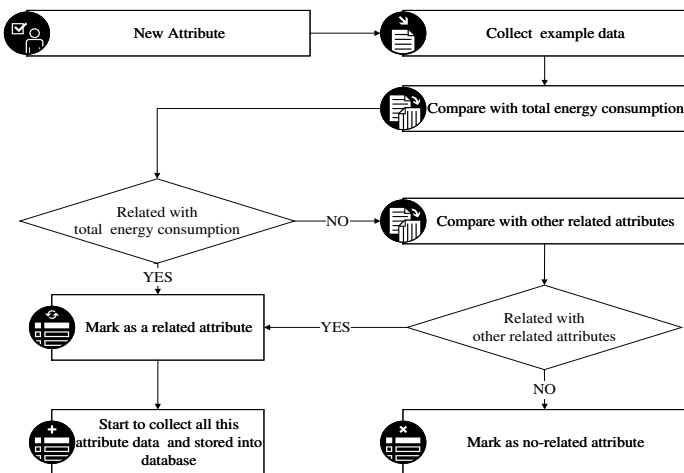 New Attribute
Collect example data
Compare with total energy consumption
Related with
total energy consumption
NO
Compare with other related attributes
YES
Mark as a related attribute
YES
Related with
other related attributes
NO
Start to collect all this
attribute data and stored into
database
Mark as no-related attribute